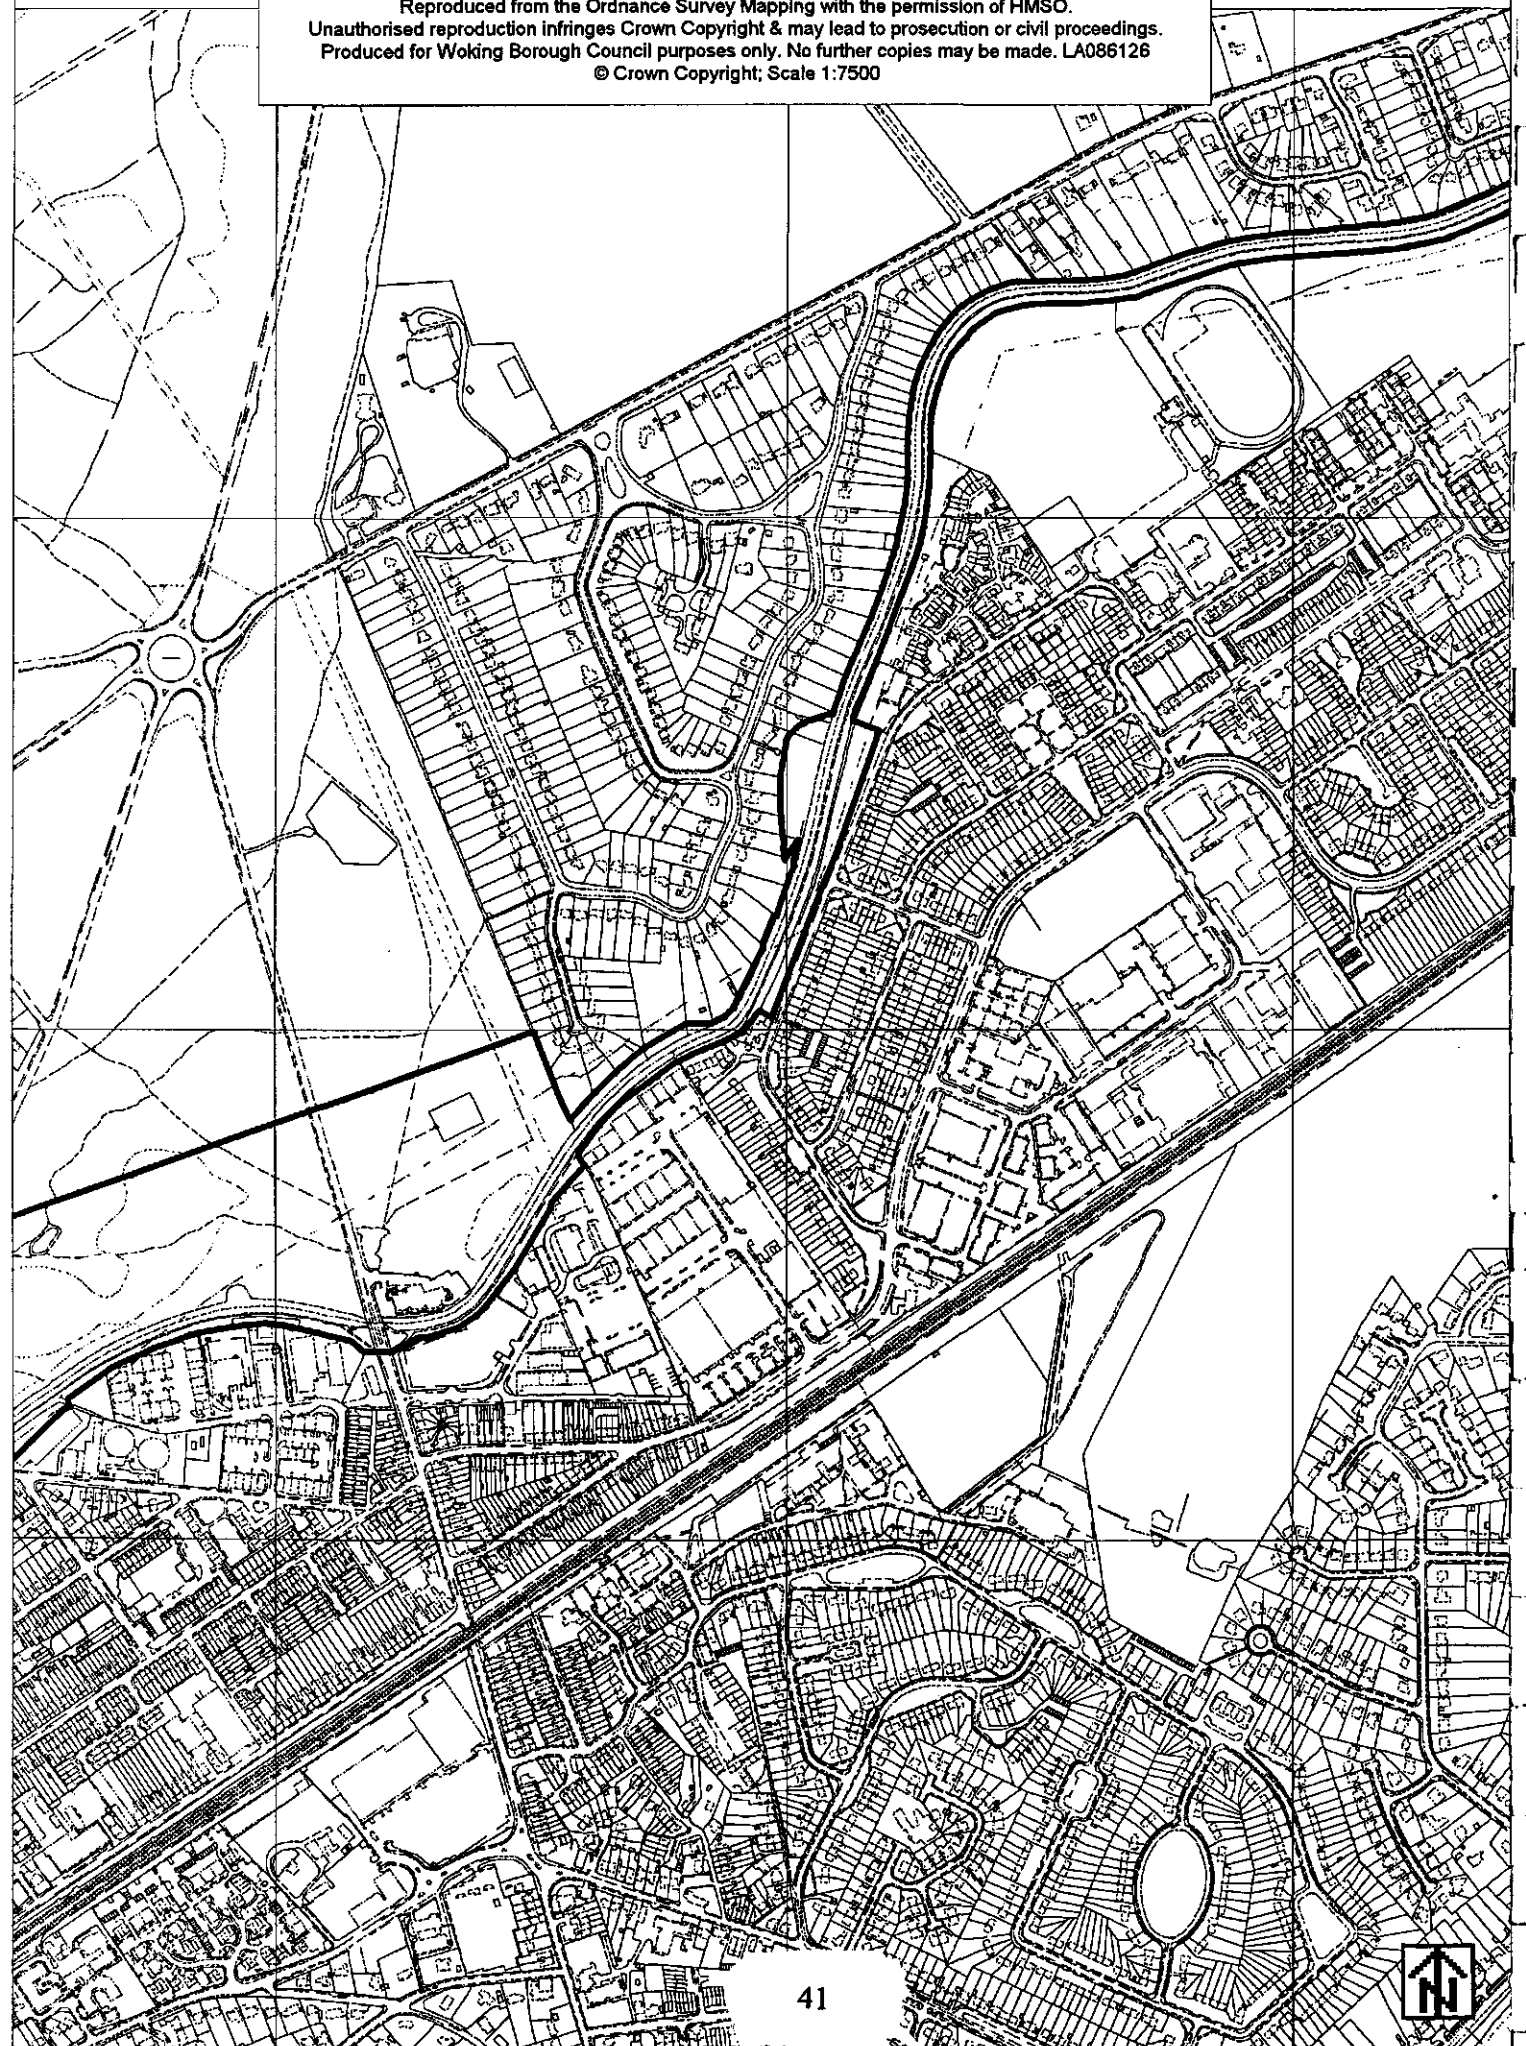 Reproduced from the Ordnance Survey Mapping with the permission of HMSO.
Unauthorised reproduction infringes Crown Copyright & may lead to prosecution or civil proceedings.
Produced for Woking Borough Council purposes only. No further copies may be made. LA086126
© Crown Copyright; Scale 1:7500
41
N